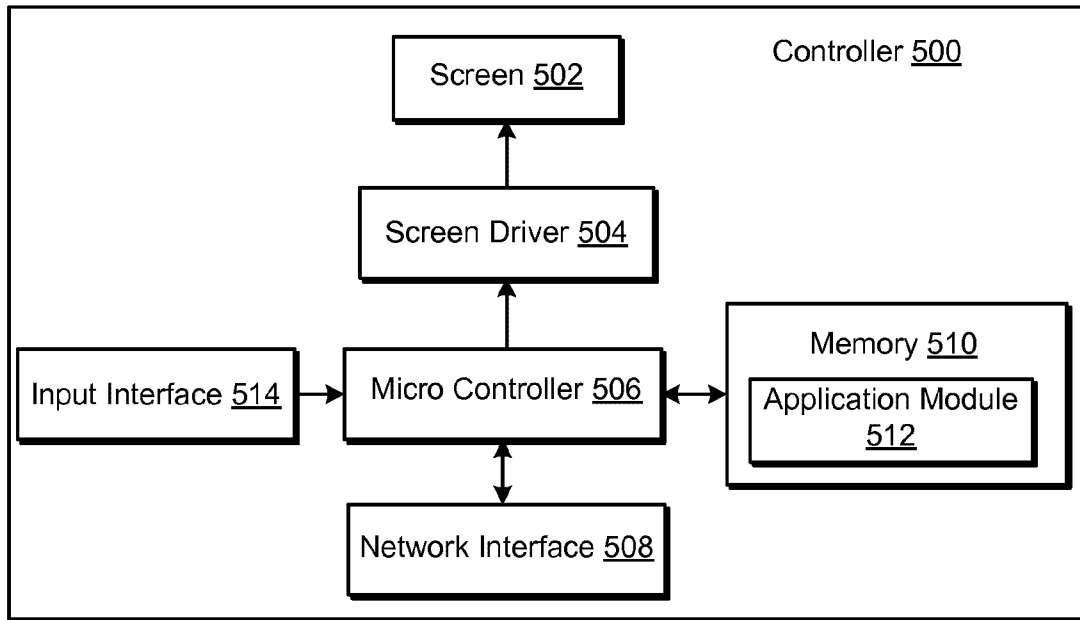 Controller 500
Screen 502
Screen Driver 504
Input Interface 514
Micro Controller 506
Memory 510
Application Module
512
Network Interface 508